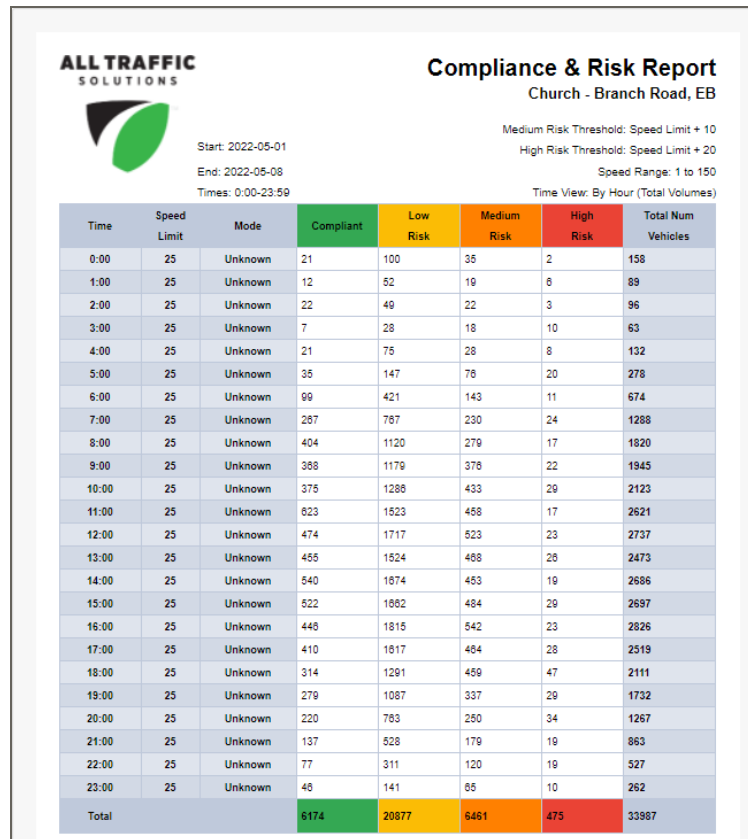 ALL TRAFFIC
SOLUTIONS
Compliance & Risk Report
Church - Branch Road, EB
Medium Risk Threshold: Speed Limit + 10
Start: 2022-05-01
High Risk Threshold: Speed Limit + 20
End: 2022-05-08
Speed Range: 1 to 150
Times: 0:00-23:59
Time View: By Hour (Total Volumes)
Time Speed Limit Mode Compliant Low Risk Medium Risk High Risk Total Num Vehicles
0:00 25 Unknown 21 100 35 2 158
1:00 25 Unknown 12 52 19 6 89
2:00 25 Unknown 22 49 22 3 96
3:00 25 Unknown 7 28 18 10 63
4:00 25 Unknown 21 75 28 8 132
5:00 25 Unknown 35 147 76 20 278
6:00 25 Unknown 99 421 143 11 674
7:00 25 Unknown 267 767 230 24 1288
8:00 25 Unknown 404 1120 279 17 1820
9:00 25 Unknown 368 1179 376 22 1945
10:00 25 Unknown 375 1286 433 29 2123
11:00 25 Unknown 623 1523 458 17 2621
12:00 25 Unknown 474 1717 523 23 2737
13:00 25 Unknown 455 1524 468 26 2473
14:00 25 Unknown 540 1674 453 19 2686
15:00 25 Unknown 522 1662 484 29 2697
16:00 25 Unknown 446 1815 542 23 2826
17:00 25 Unknown 410 1617 464 28 2519
18:00 25 Unknown 314 1291 459 47 2111
19:00 25 Unknown 279 1087 337 29 1732
20:00 25 Unknown 220 763 250 34 1267
21:00 25 Unknown 137 528 179 19 863
22:00 25 Unknown 77 311 120 19 527
23:00 25 Unknown 46 141 65 10 262
Total 6174 20877 6461 475 33987